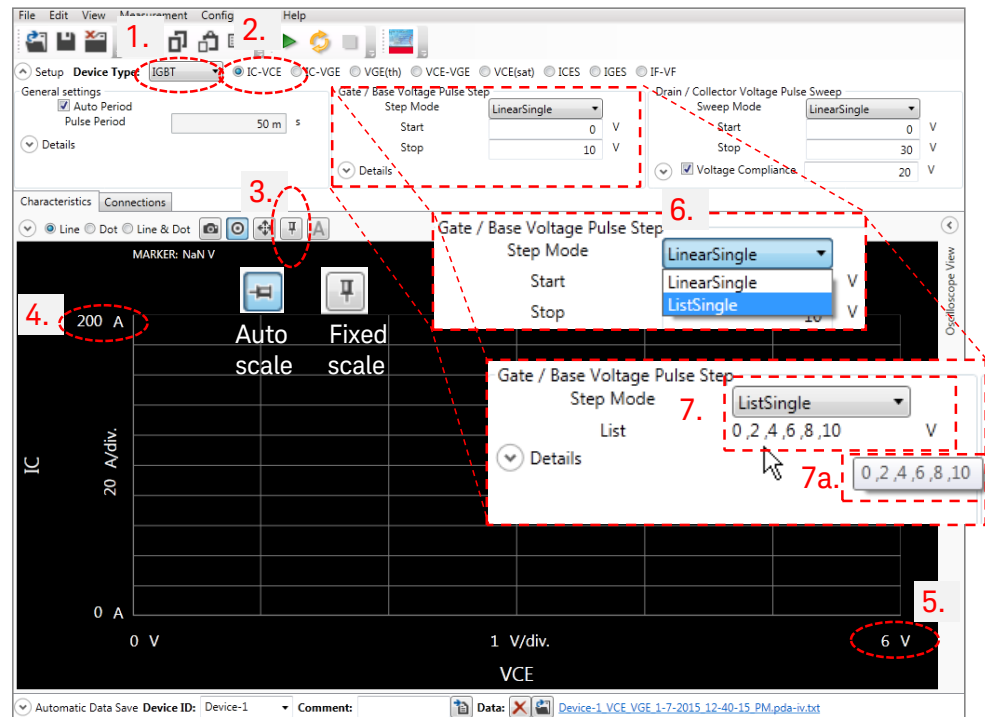 File Edit View Measurement Config Help
1. 2.
Setup Device Type: IGBT IC-VCE IC-VGE VGE(th) VCE-VGE VCE(sat) ICES IGES IF-VF
General settings
Auto Period
Pulse Period 50 m s
Details
Gate / Base Voltage Pulse Step
Step Mode LinearSingle
Start 0 V
Stop 10 V
Details
Drain / Collector Voltage Pulse Sweep
Sweep Mode LinearSingle
Start 0 V
Stop 30 V
Voltage Compliance 20 V
Characteristics Connections
3.
Line Dot Line & Dot A
MARKER: NaN V
Oscilloscope View
6.
Gate / Base Voltage Pulse Step
Step Mode LinearSingle
LinearSingle
ListSingle
Start V
Stop 10 V
4.
200 A
Auto scale
Fixed scale
Gate / Base Voltage Pulse Step
Step Mode ListSingle
7.
List 0 ,2 ,4 ,6 ,8 ,10 V
Details
7a. 0 ,2 ,4 ,6 ,8 ,10
IC
20 A/div.
0 A
5.
0 V 1 V/div. 6 V
VCE
Automatic Data Save Device ID: Device-1 Comment: Data: Device-1_VCE_VGE_1-7-2015_12-40-15_PM.pda-iv.txt